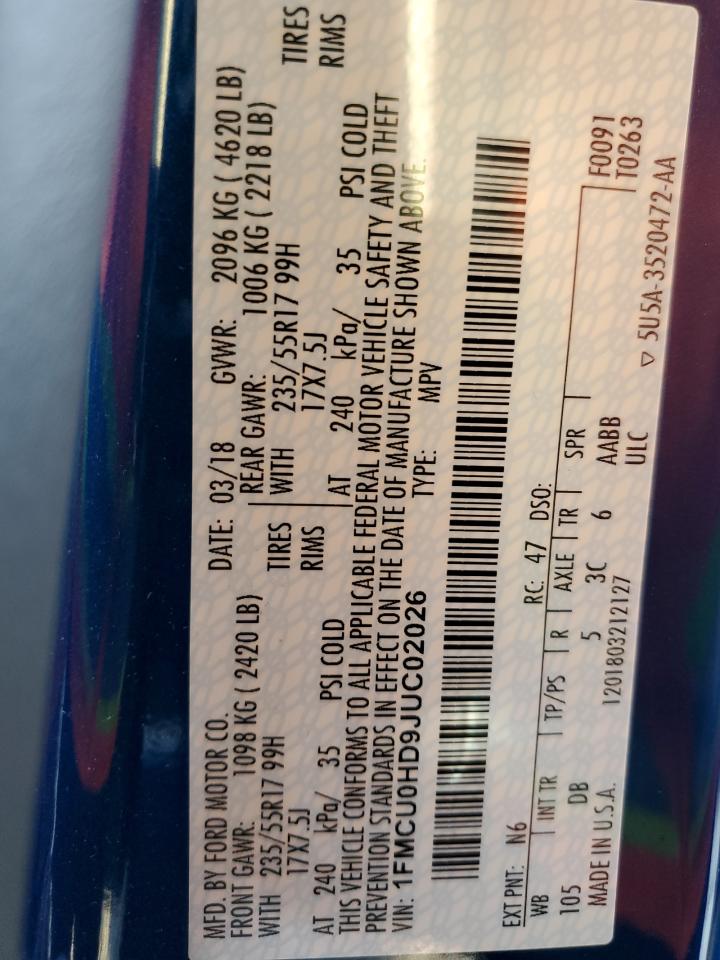 MFD. BY FORD MOTOR CO. DATE: 03/18 GVWR: 2096 KG ( 4620 LB)
FRONT GAWR: 1098 KG ( 2420 LB) REAR GAWR: 1006 KG ( 2218 LB)
WITH 235/55R17 99H TIRES WITH 235/55R17 99H TIRES
17X7.5J RIMS 17X7.5J RIMS
AT 240 kPa/ 35 PSI COLD AT 240 kPa/ 35 PSI COLD
THIS VEHICLE CONFORMS TO ALL APPLICABLE FEDERAL MOTOR VEHICLE SAFETY AND THEFT
PREVENTION STANDARDS IN EFFECT ON THE DATE OF MANUFACTURE SHOWN ABOVE.
VIN: 1FMCU0HD9JUC02026 TYPE: MPV
EXT PNT: N6 RC: 47 DSO:
WB INT TR TP/PS R AXLE TR SPR F0091
105 DB 5 3C 6 AABB T0263
MADE IN U.S.A. 1201803212127 ULC ▽ 5U5A-3520472-AA